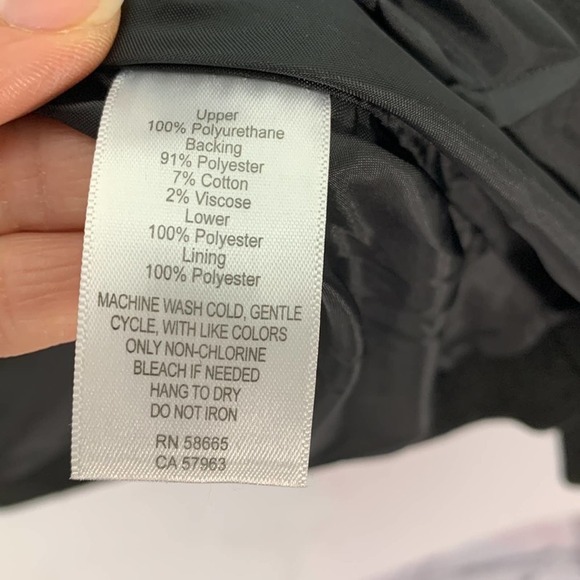 Upper
100% Polyurethane
Backing
91% Polyester
7% Cotton
2% Viscose
Lower
100% Polyester
Lining
100% Polyester
MACHINE WASH COLD, GENTLE
CYCLE, WITH LIKE COLORS
ONLY NON-CHLORINE
BLEACH IF NEEDED
HANG TO DRY
DO NOT IRON
RN 58665
CA 57963